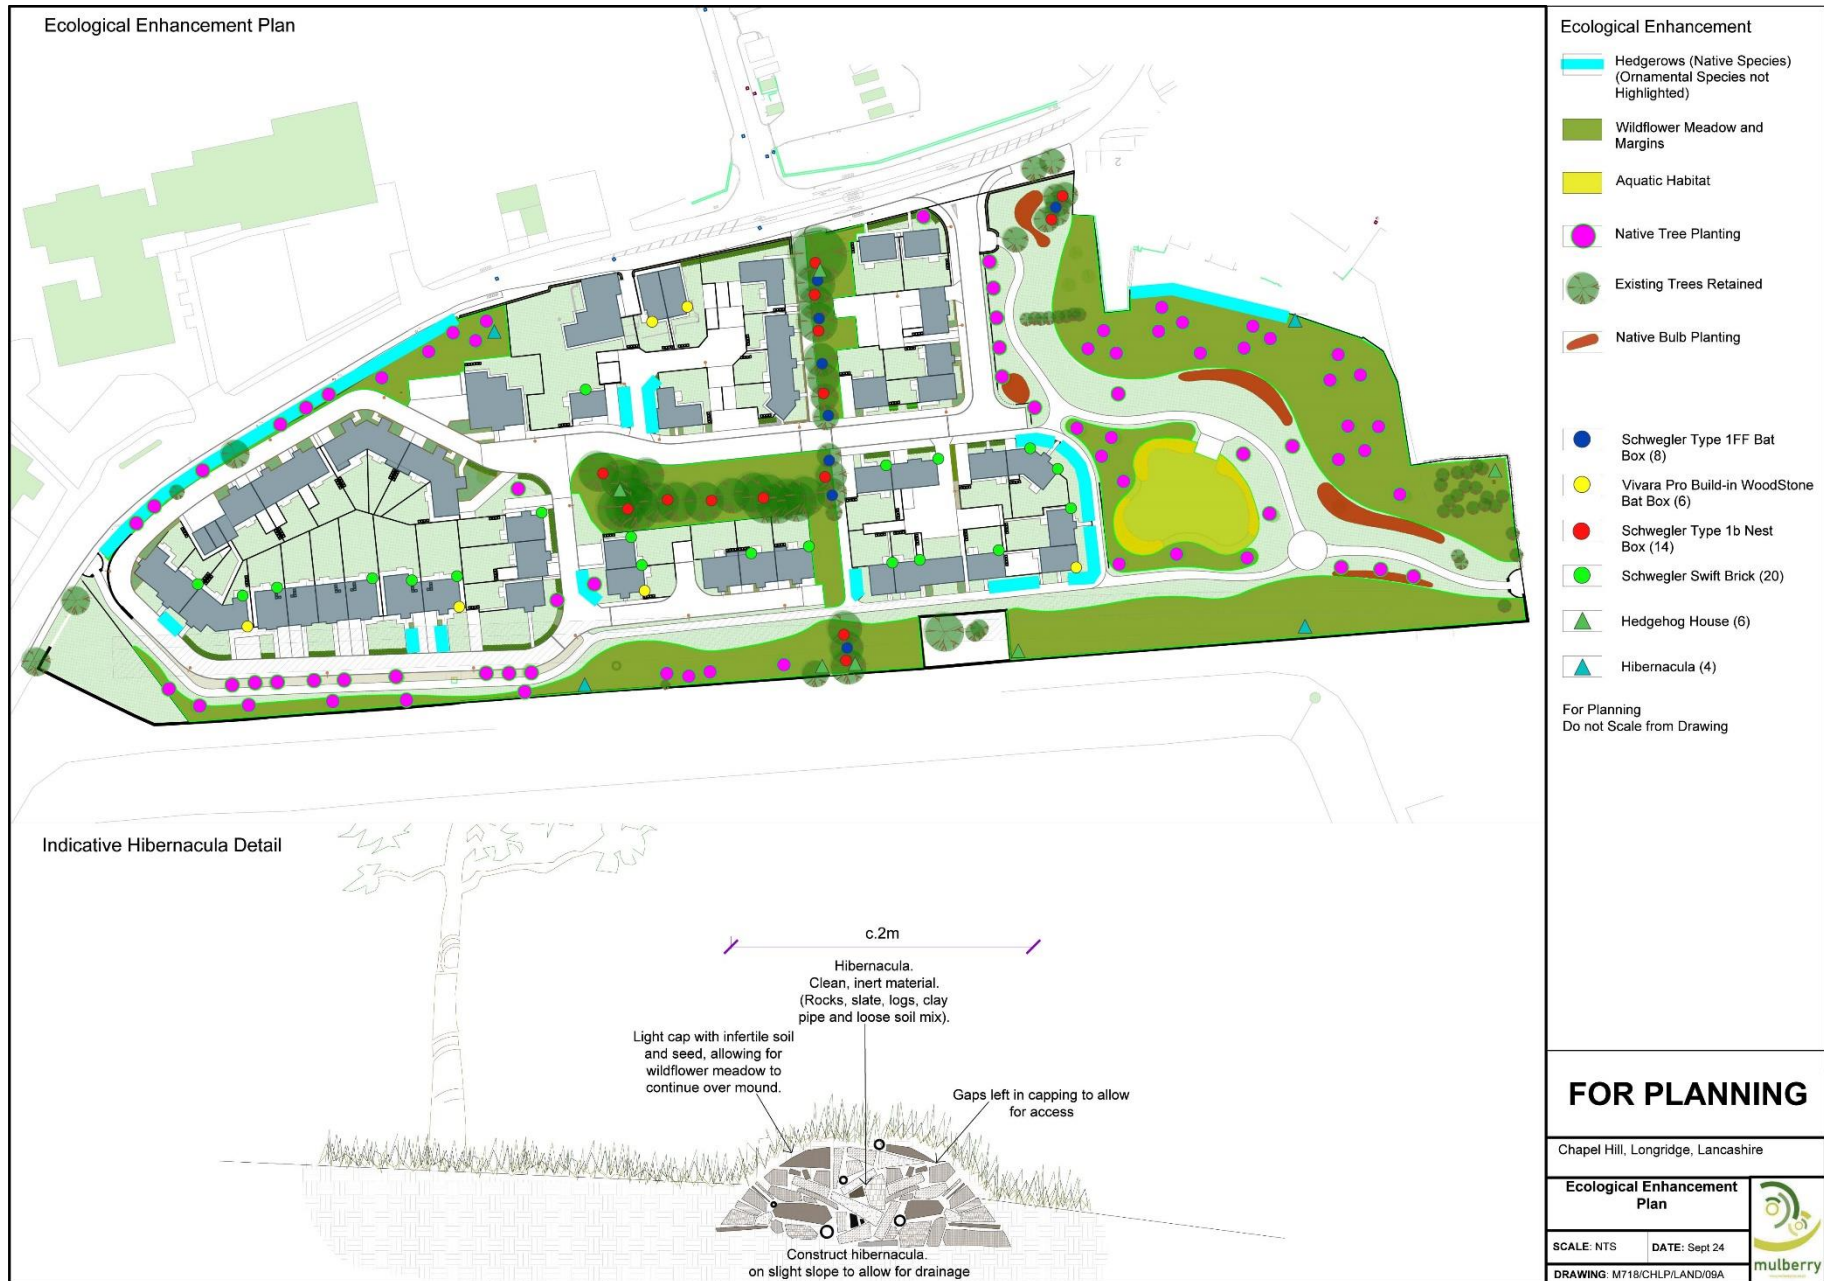 Ecological Enhancement Plan
Ecological Enhancement
Hedgerows (Native Species)
(Ornamental Species not
Highlighted)
Wildflower Meadow and
Margins
Aquatic Habitat
Native Tree Planting
Existing Trees Retained
Native Bulb Planting
Schwegler Type 1FF Bat
Box (8)
Vivara Pro Build-in WoodStone
Bat Box (6)
Schwegler Type 1b Nest
Box (14)
Schwegler Swift Brick (20)
Hedgehog House (6)
Hibernacula (4)
For Planning
Do not Scale from Drawing
2
Indicative Hibernacula Detail
c.2m
Hibernacula.
Clean, inert material.
(Rocks, slate, logs, clay
pipe and loose soil mix).
Light cap with infertile soil
and seed, allowing for
wildflower meadow to
continue over mound.
Gaps left in capping to allow
for access
Construct hibernacula.
on slight slope to allow for drainage
FOR PLANNING
Chapel Hill, Longridge, Lancashire
Ecological Enhancement
Plan
SCALE: NTS
DATE: Sept 24
DRAWING: M718/CHLP/LAND/09A
mulberry